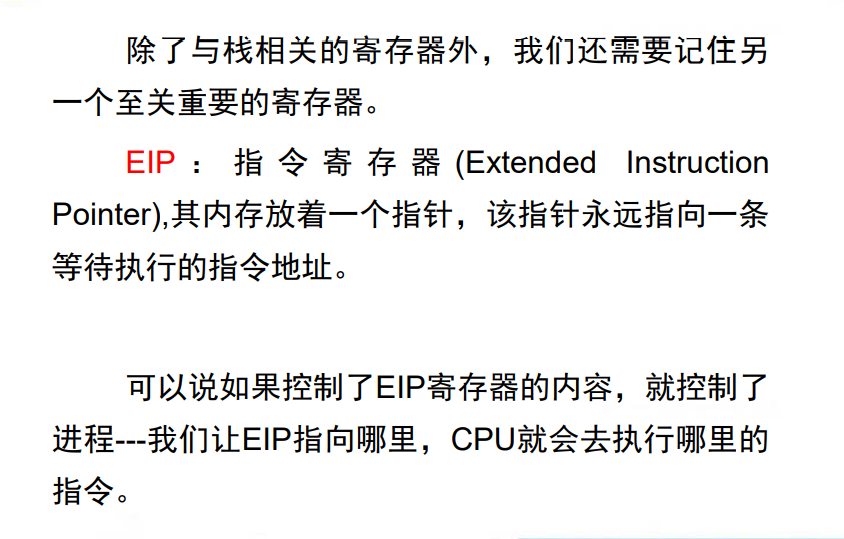 除了与栈相关的寄存器外，我们还需要记住另
一个至关重要的寄存器。
EIP：指令寄存器(Extended Instruction
Pointer),其内存放着一个指针，该指针永远指向一条
等待执行的指令地址。
可以说如果控制了EIP寄存器的内容，就控制了
进程---我们让EIP指向哪里，CPU就会去执行哪里的
指令。